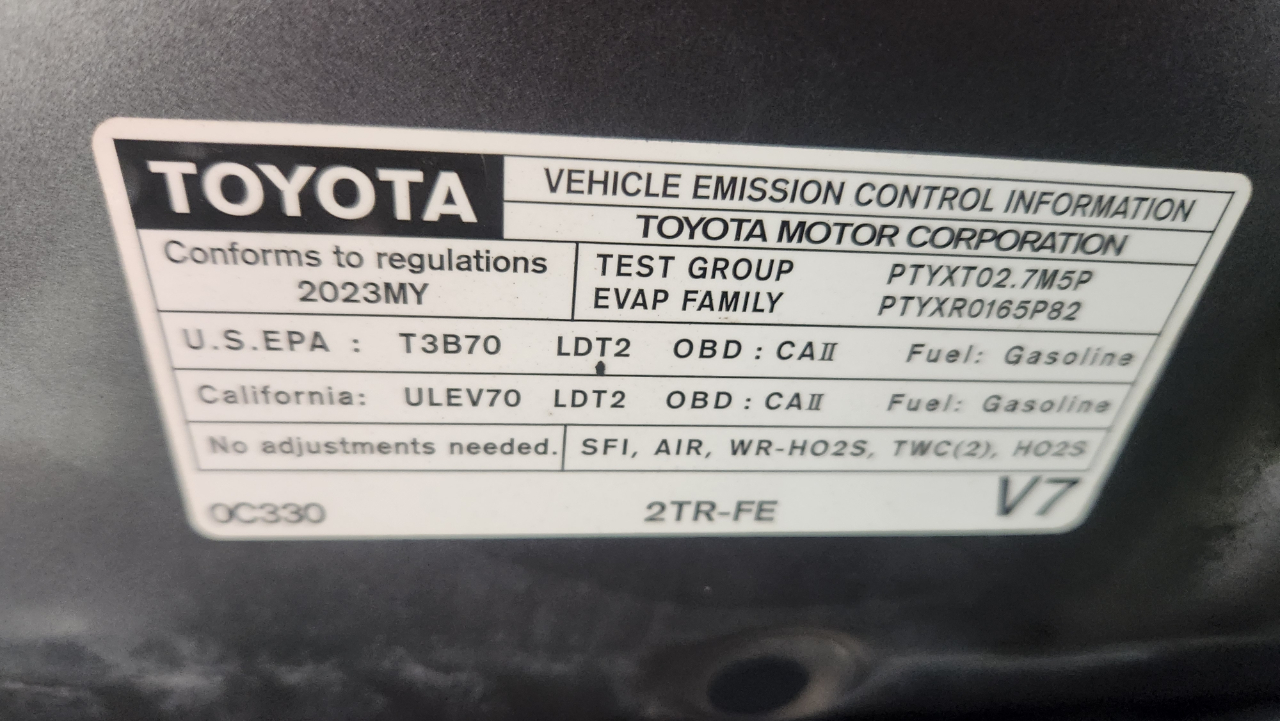 TOYOTA
VEHICLE EMISSION CONTROL INFORMATION
TOYOTA MOTOR CORPORATION
Conforms to regulations
2023MY
TEST GROUP PTYXT02.7M5P
EVAP FAMILY PTYXR0165P82
U.S.EPA : T3B70 LDT2 OBD : CAⅡ Fuel: Gasoline
California: ULEV70 LDT2 OBD : CAⅡ Fuel: Gasoline
No adjustments needed. SFI, AIR, WR-HO2S, TWC(2), HO2S
0C330 2TR-FE V7